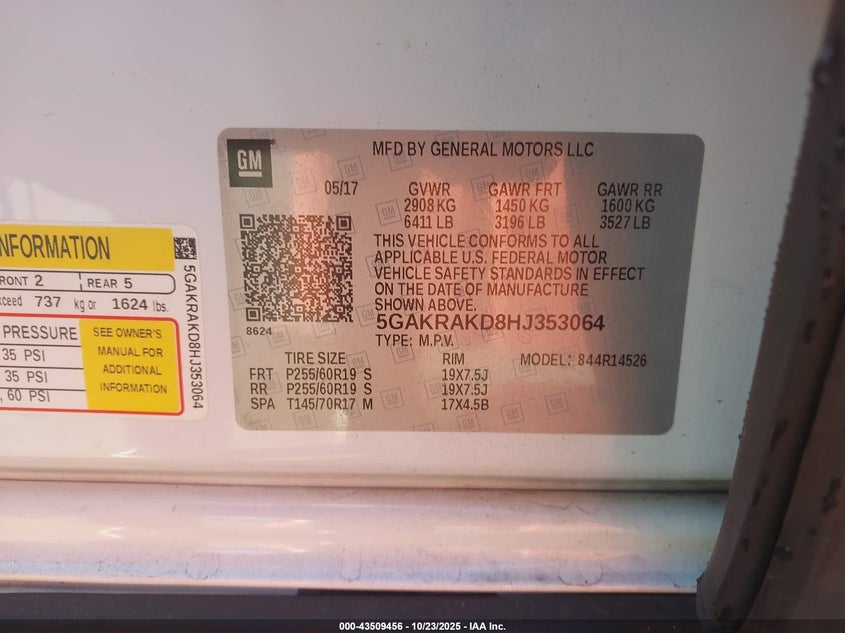 GM
MFD BY GENERAL MOTORS LLC
05/17 GVWR GAWR FRT GAWR RR
2908 KG 1450 KG 1600 KG
6411 LB 3196 LB 3527 LB
THIS VEHICLE CONFORMS TO ALL
APPLICABLE U.S. FEDERAL MOTOR
VEHICLE SAFETY STANDARDS IN EFFECT
ON THE DATE OF MANUFACTURE
SHOWN ABOVE.
8624
5GAKRAKD8HJ353064
TYPE: M.P.V.
TIRE SIZE RIM MODEL: 844R14526
FRT P255/60R19 S 19X7.5J
RR P255/60R19 S 19X7.5J
SPA T145/70R17 M 17X4.5B
NFORMATION
FRONT 2 REAR 5
xceed 737 kg or 1624 lbs.
PRESSURE
35 PSI
35 PSI
, 60 PSI
SEE OWNER'S
MANUAL FOR
ADDITIONAL
INFORMATION
5GAKRAKD8HJ353064
000-43509456 - 10/23/2025 - IAA Inc.